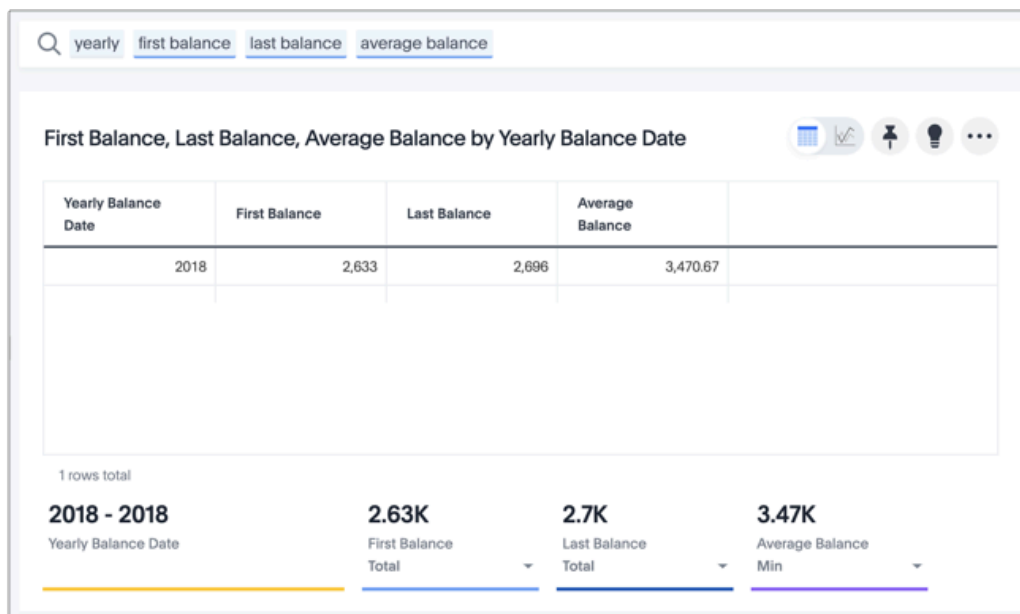 yearly first balance last balance average balance
First Balance, Last Balance, Average Balance by Yearly Balance Date
Yearly Balance Date First Balance Last Balance Average Balance
2018 2,633 2,696 3,470.67
1 rows total
2018 - 2018 2.63K 2.7K 3.47K
Yearly Balance Date First Balance Last Balance Average Balance
Total Total Min